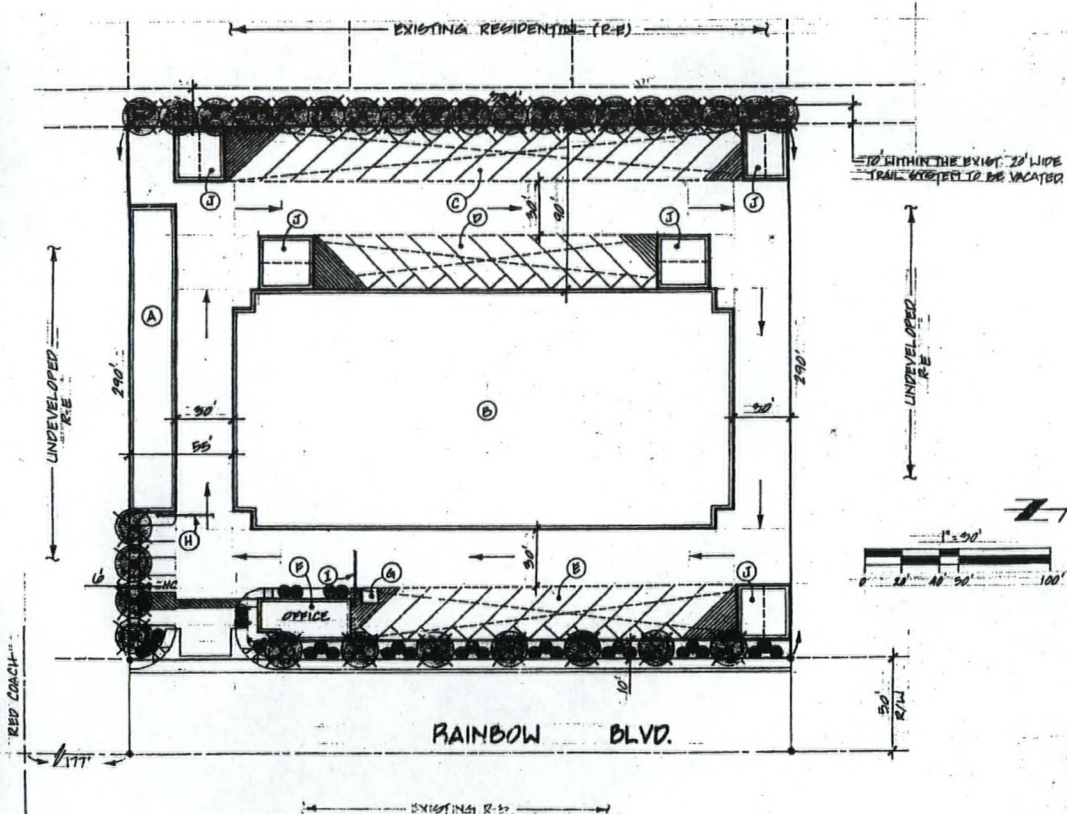 EXISTING RESIDENTIAL (R-E)
10' WITHIN THE EXIST. 20' WIDE
TRAIL SYSTEM TO BE VACATED.
J
J
C
30'
90'
D
J
J
A
B
UNDEVELOPED
R-E
290'
30'
55'
30'
290'
UNDEVELOPED
R-E
H
6'
HC
I
F
G
30'
E
J
OFFICE
1"=50'
0 20' 40' 50' 100'
10'
50'
R/W
RED COACH
177'
RAINBOW BLVD.
EXISTING R-E